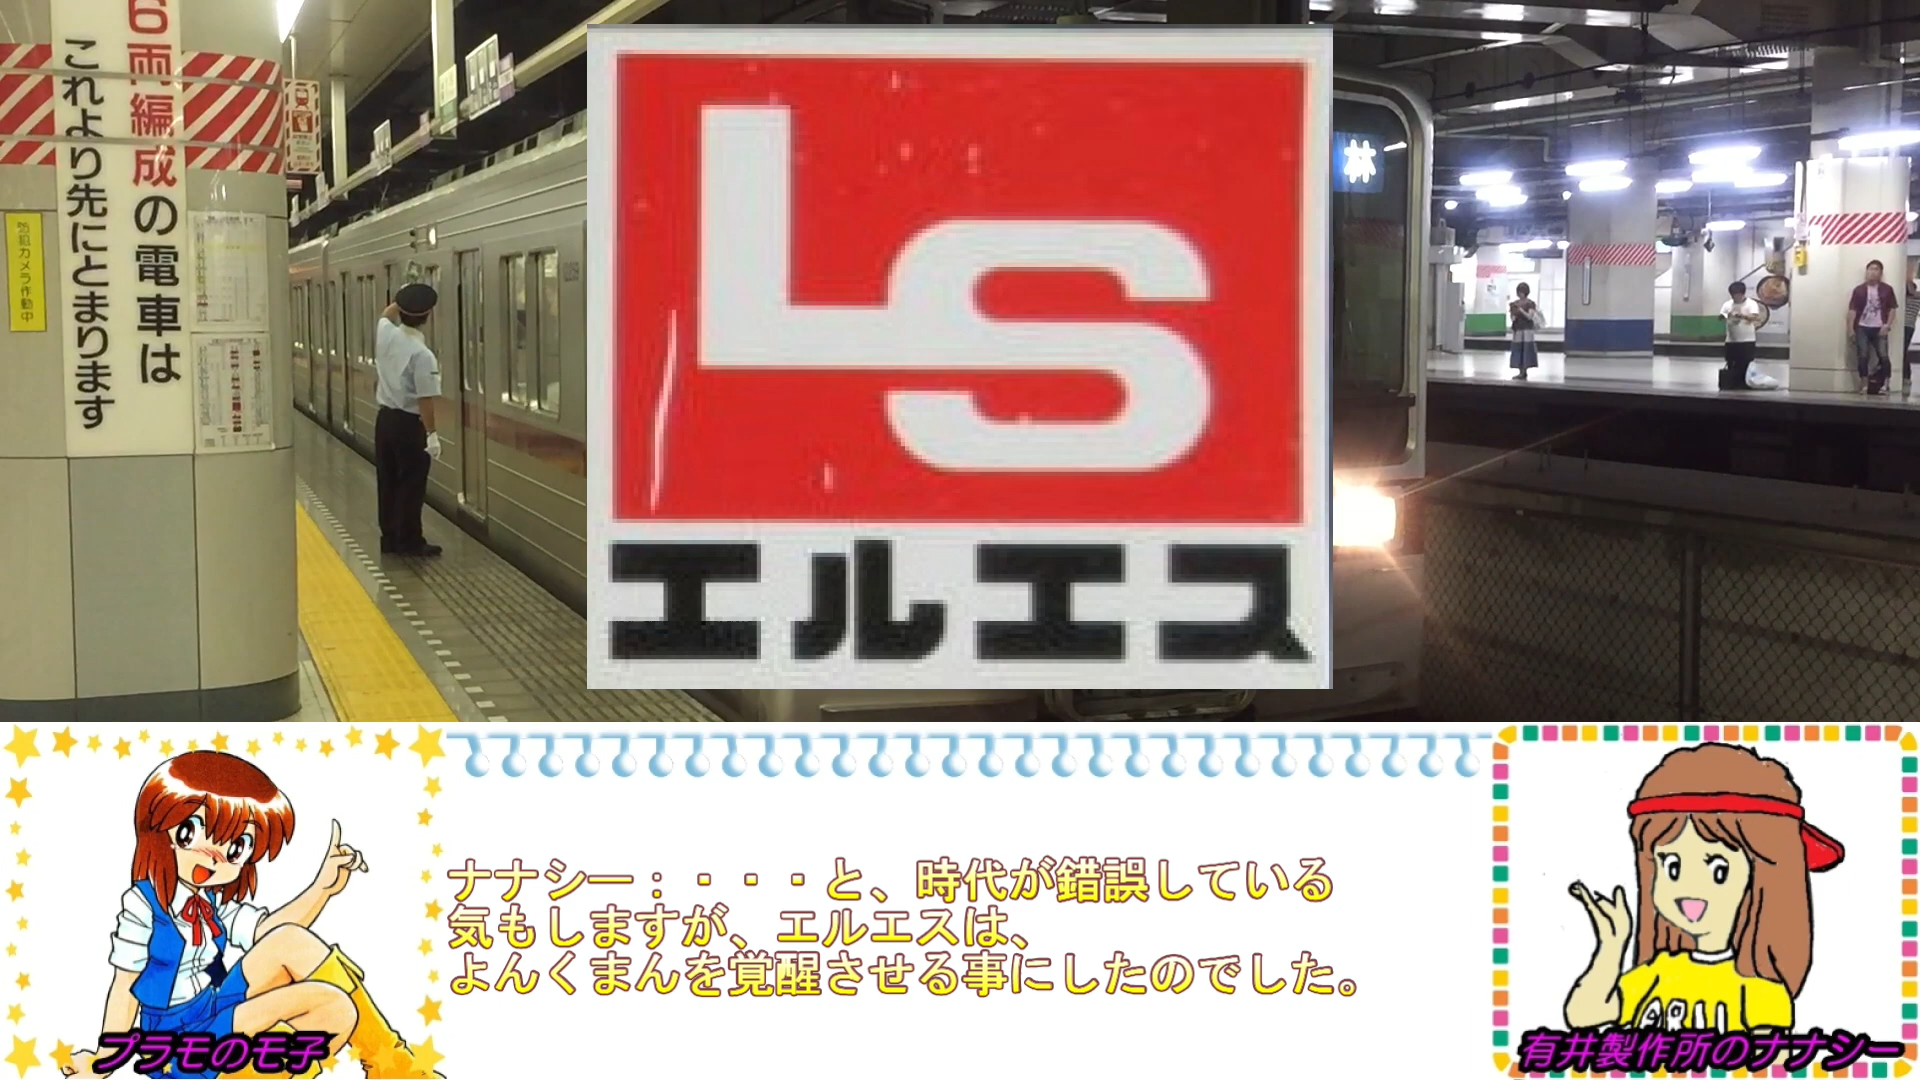 6両編成の電車は
これより先にとまります
防犯カメラ作動中
林
LS
エルエス
ナナシー：・・・と、時代が錯誤している
気もしますが、エルエスは、
よんくまんを覚醒させる事にしたのでした。
プラモのモ子
ARII
有井製作所のナナシー